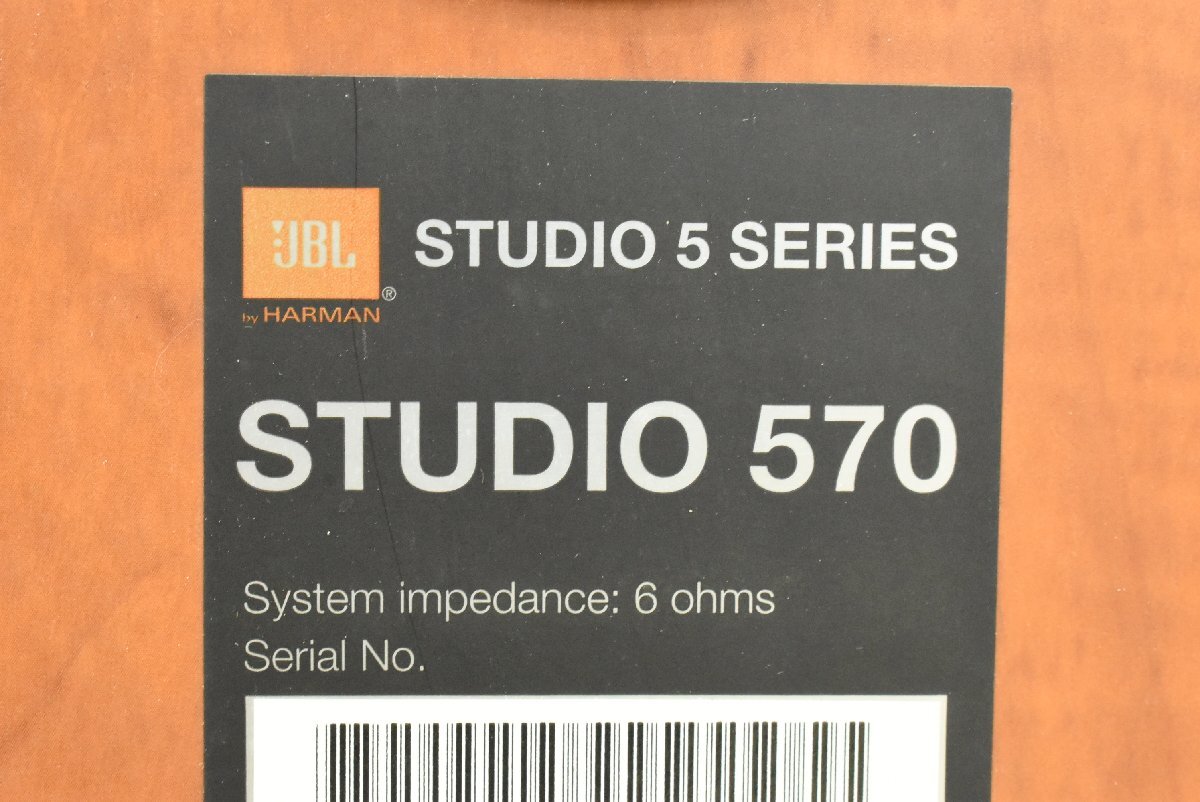 JBL
®
by HARMAN
STUDIO 5 SERIES
STUDIO 570
System impedance: 6 ohms
Serial No.